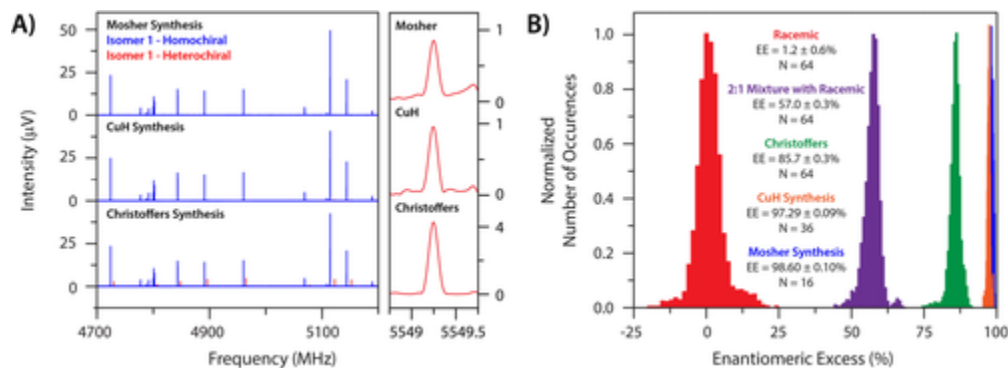 A)
Mosher Synthesis
Isomer 1 - Homochiral
Isomer 1 - Heterochiral
CuH Synthesis
Christoffers Synthesis
Intensity (μV)
50
25
0
25
0
25
0
4700
4900
5100
Frequency (MHz)
Mosher
CuH
Christoffers
1
0
1
0
4
0
5549
5549.5
B)
Normalized
Number of Occurences
1.0
0.8
0.6
0.4
0.2
0.0
Racemic
EE = 1.2 ± 0.6%
N = 64
2:1 Mixture with Racemic
EE = 57.0 ± 0.3%
N = 64
Christoffers
EE = 85.7 ± 0.3%
N = 64
CuH Synthesis
EE = 97.29 ± 0.09%
N = 36
Mosher Synthesis
EE = 98.60 ± 0.10%
N = 16
-25
0
25
50
75
100
Enantiomeric Excess (%)